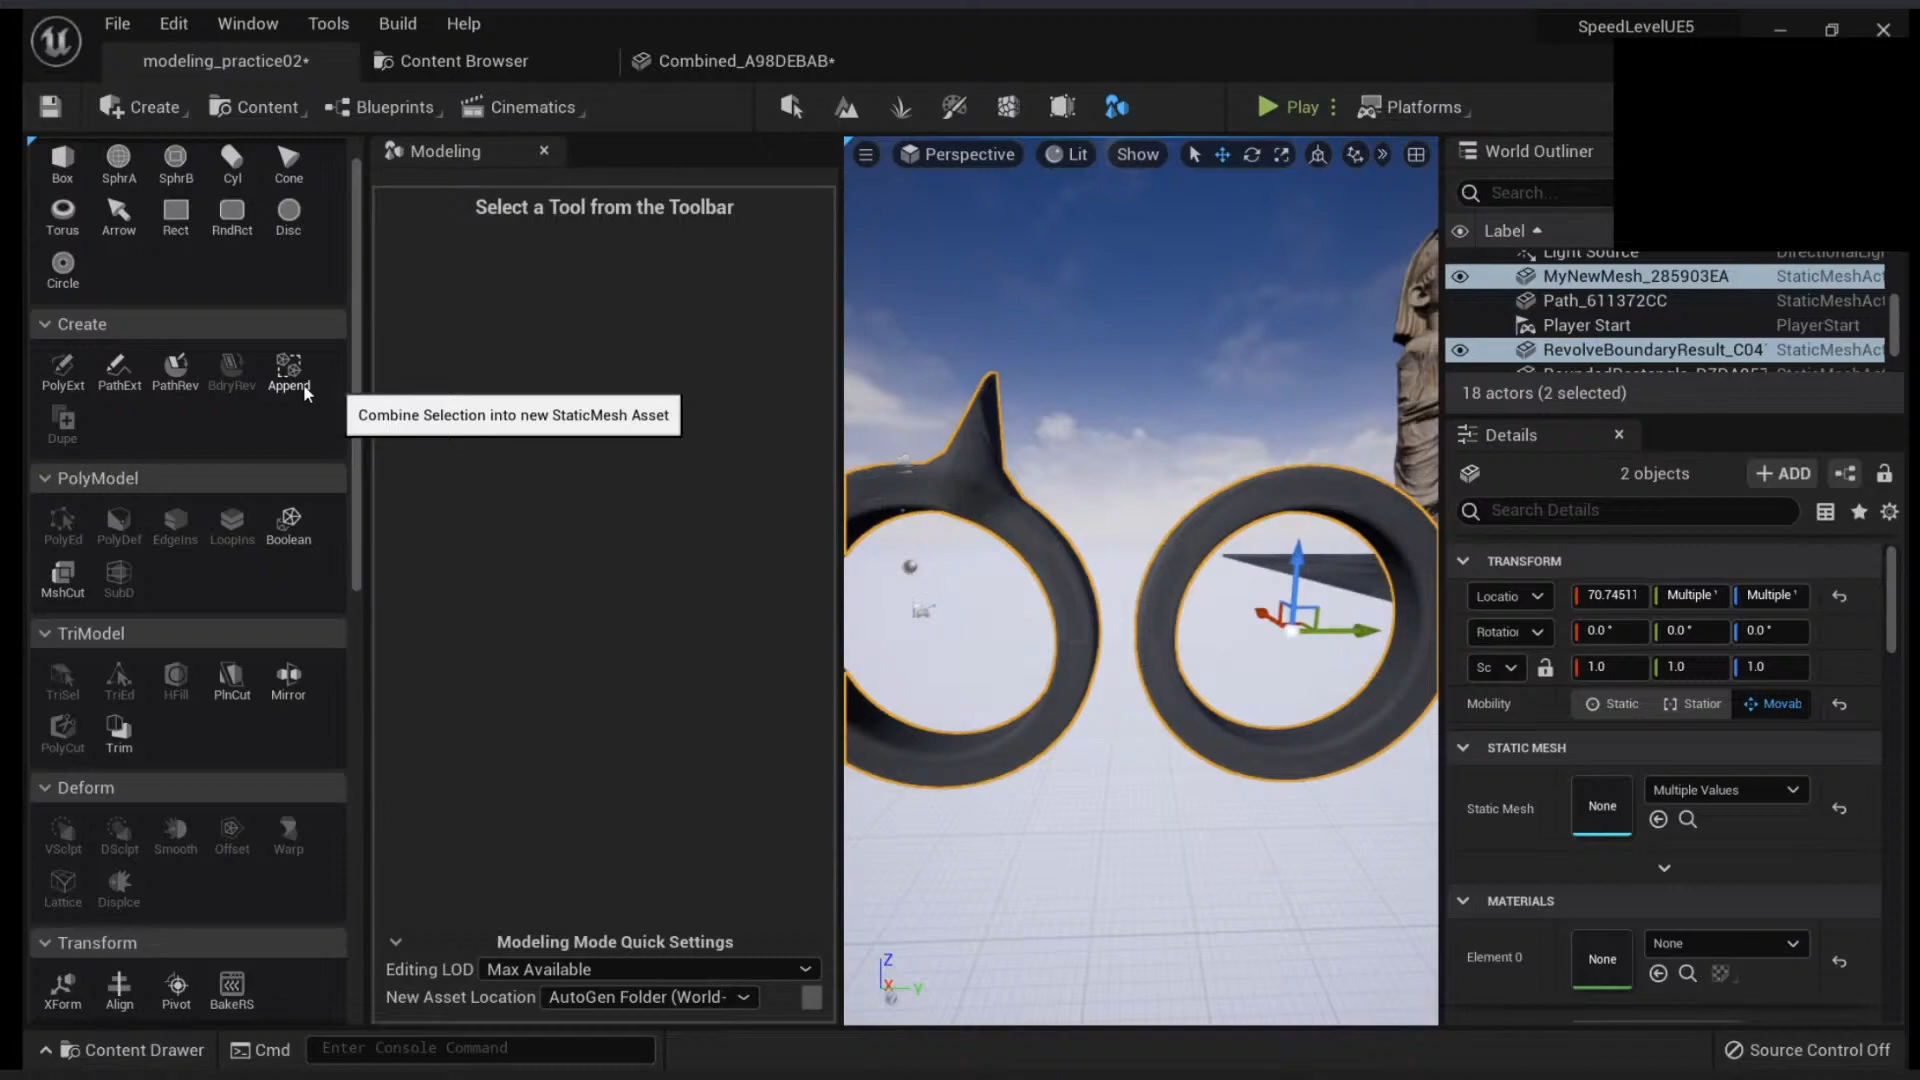 File Edit Window Tools Build Help
SpeedLevelUE5
modeling_practice02*
Content Browser
Combined_A98DEBAB*
Create
Content
Blueprints
Cinematics
Play
Platforms
Box SphrA SphrB Cyl Cone
Torus Arrow Rect RndRct Disc
Circle
Create
PolyExt PathExt PathRev BdryRev Append
Dupe
PolyModel
PolyEd PolyDef EdgeIns LoopIns Boolean
MshCut SubD
TriModel
TriSel TriEd HFill PlnCut Mirror
PolyCut Trim
Deform
VSclpt DSclpt Smooth Offset Warp
Lattice Displce
Transform
XForm Align Pivot BakeRS
Modeling
Select a Tool from the Toolbar
Combine Selection into new StaticMesh Asset
Modeling Mode Quick Settings
Editing LOD Max Available
New Asset Location AutoGen Folder (World-
Perspective
Lit
Show
Z
X
Y
World Outliner
Search...
Label
Light Source DirectionalLig
MyNewMesh_285903EA StaticMeshAct
Path_611372CC StaticMeshAct
Player Start PlayerStart
RevolveBoundaryResult_C04 StaticMeshAct
18 actors (2 selected)
Details
2 objects
+ ADD
Search Details
TRANSFORM
Locatio 70.74511 Multiple Multiple
Rotation 0.0° 0.0° 0.0°
Sc 1.0 1.0 1.0
Mobility Static Station Movab
STATIC MESH
Static Mesh None Multiple Values
MATERIALS
Element 0 None None
Content Drawer
Cmd
Enter Console Command
Source Control Off